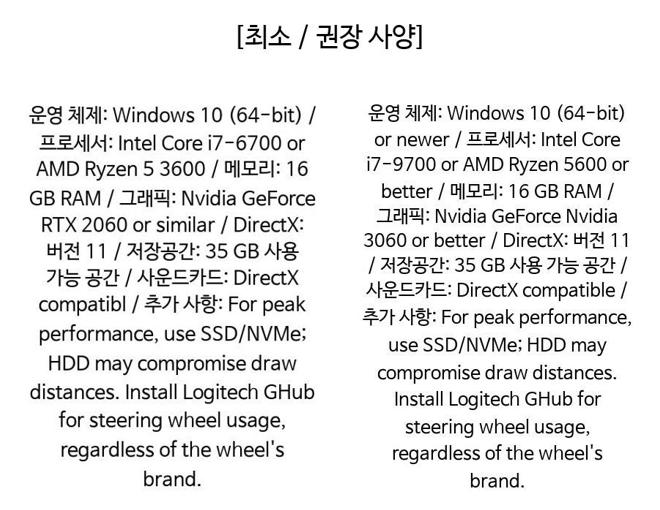 [최소 / 권장 사양]
운영 체제: Windows 10 (64-bit) /
프로세서: Intel Core i7-6700 or
AMD Ryzen 5 3600 / 메모리: 16
GB RAM / 그래픽: Nvidia GeForce
RTX 2060 or similar / DirectX:
버전 11 / 저장공간: 35 GB 사용
가능 공간 / 사운드카드: DirectX
compatibl / 추가 사항: For peak
performance, use SSD/NVMe;
HDD may compromise draw
distances. Install Logitech GHub
for steering wheel usage,
regardless of the wheel's
brand.
운영 체제: Windows 10 (64-bit)
or newer / 프로세서: Intel Core
i7-9700 or AMD Ryzen 5600 or
better / 메모리: 16 GB RAM /
그래픽: Nvidia GeForce Nvidia
3060 or better / DirectX: 버전 11
/ 저장공간: 35 GB 사용 가능 공간 /
사운드카드: DirectX compatible /
추가 사항: For peak performance,
use SSD/NVMe; HDD may
compromise draw distances.
Install Logitech GHub for
steering wheel usage,
regardless of the wheel's
brand.